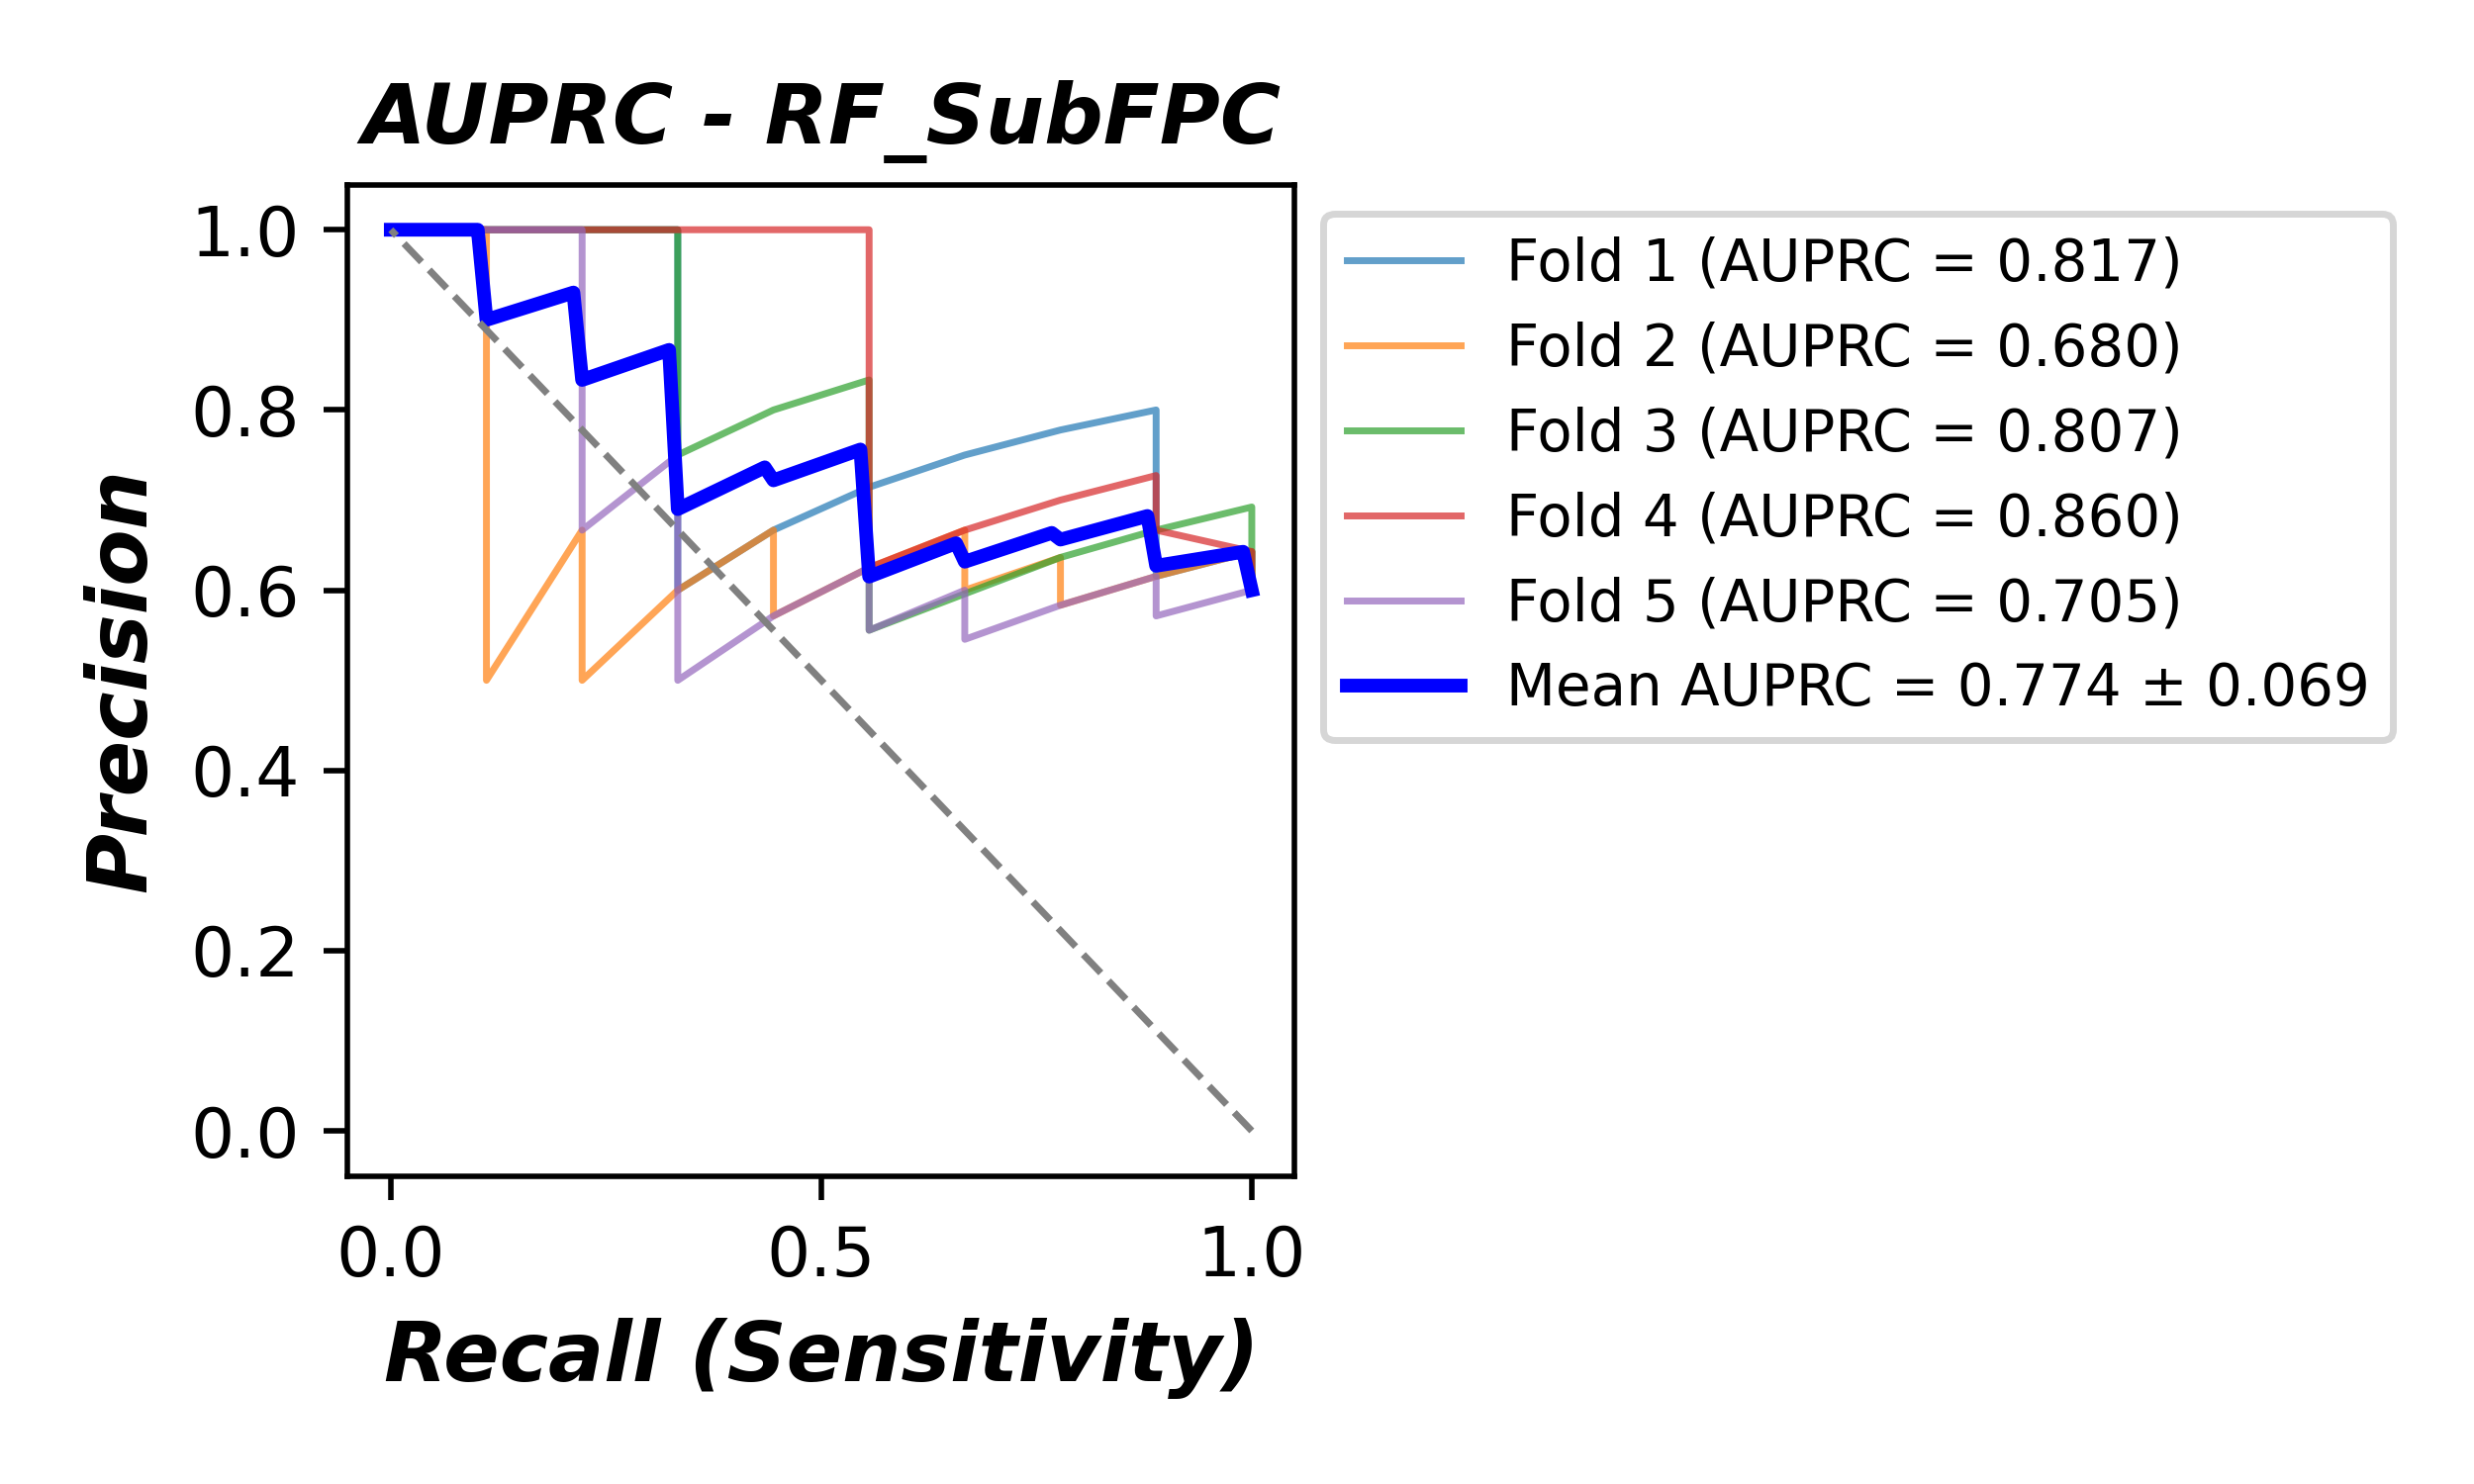 AUPRC - RF_SubFPC
Precision
1.0
0.8
0.6
0.4
0.2
0.0
0.0 0.5 1.0
Recall (Sensitivity)
Fold 1 (AUPRC = 0.817)
Fold 2 (AUPRC = 0.680)
Fold 3 (AUPRC = 0.807)
Fold 4 (AUPRC = 0.860)
Fold 5 (AUPRC = 0.705)
Mean AUPRC = 0.774 ± 0.069